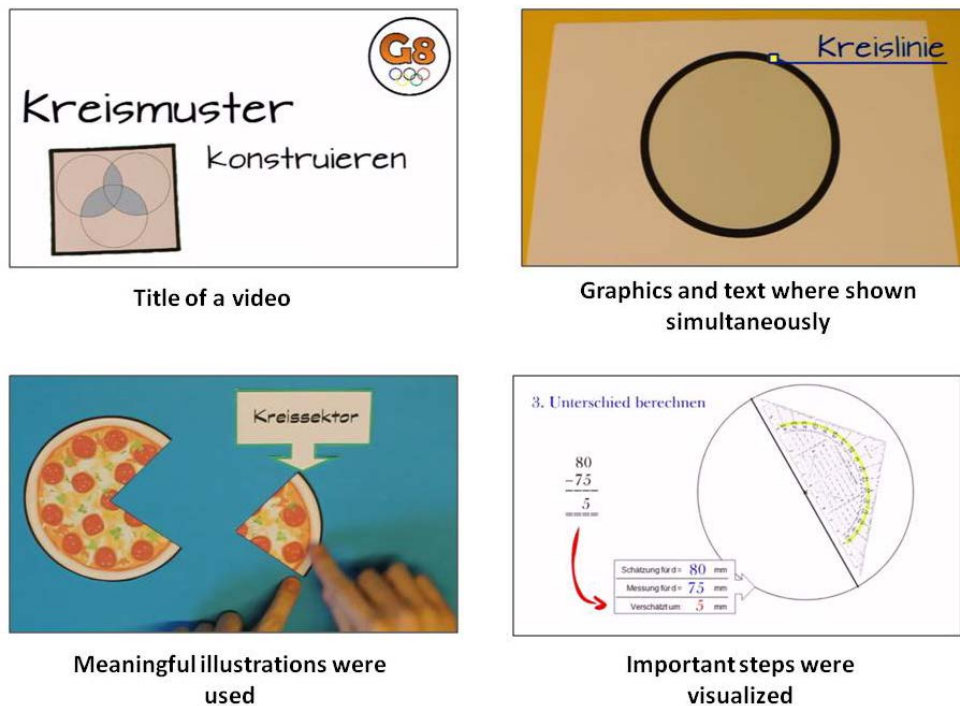 G8
Kreismuster
konstruieren
Title of a video
Kreislinie
Graphics and text where shown
simultaneously
Kreissektor
Meaningful illustrations were
used
3. Unterschied berechnen
80
–75
5
Schätzung für d = 80 mm
Messung für d = 75 mm
Verschätzt um: 5 mm
Important steps were
visualized